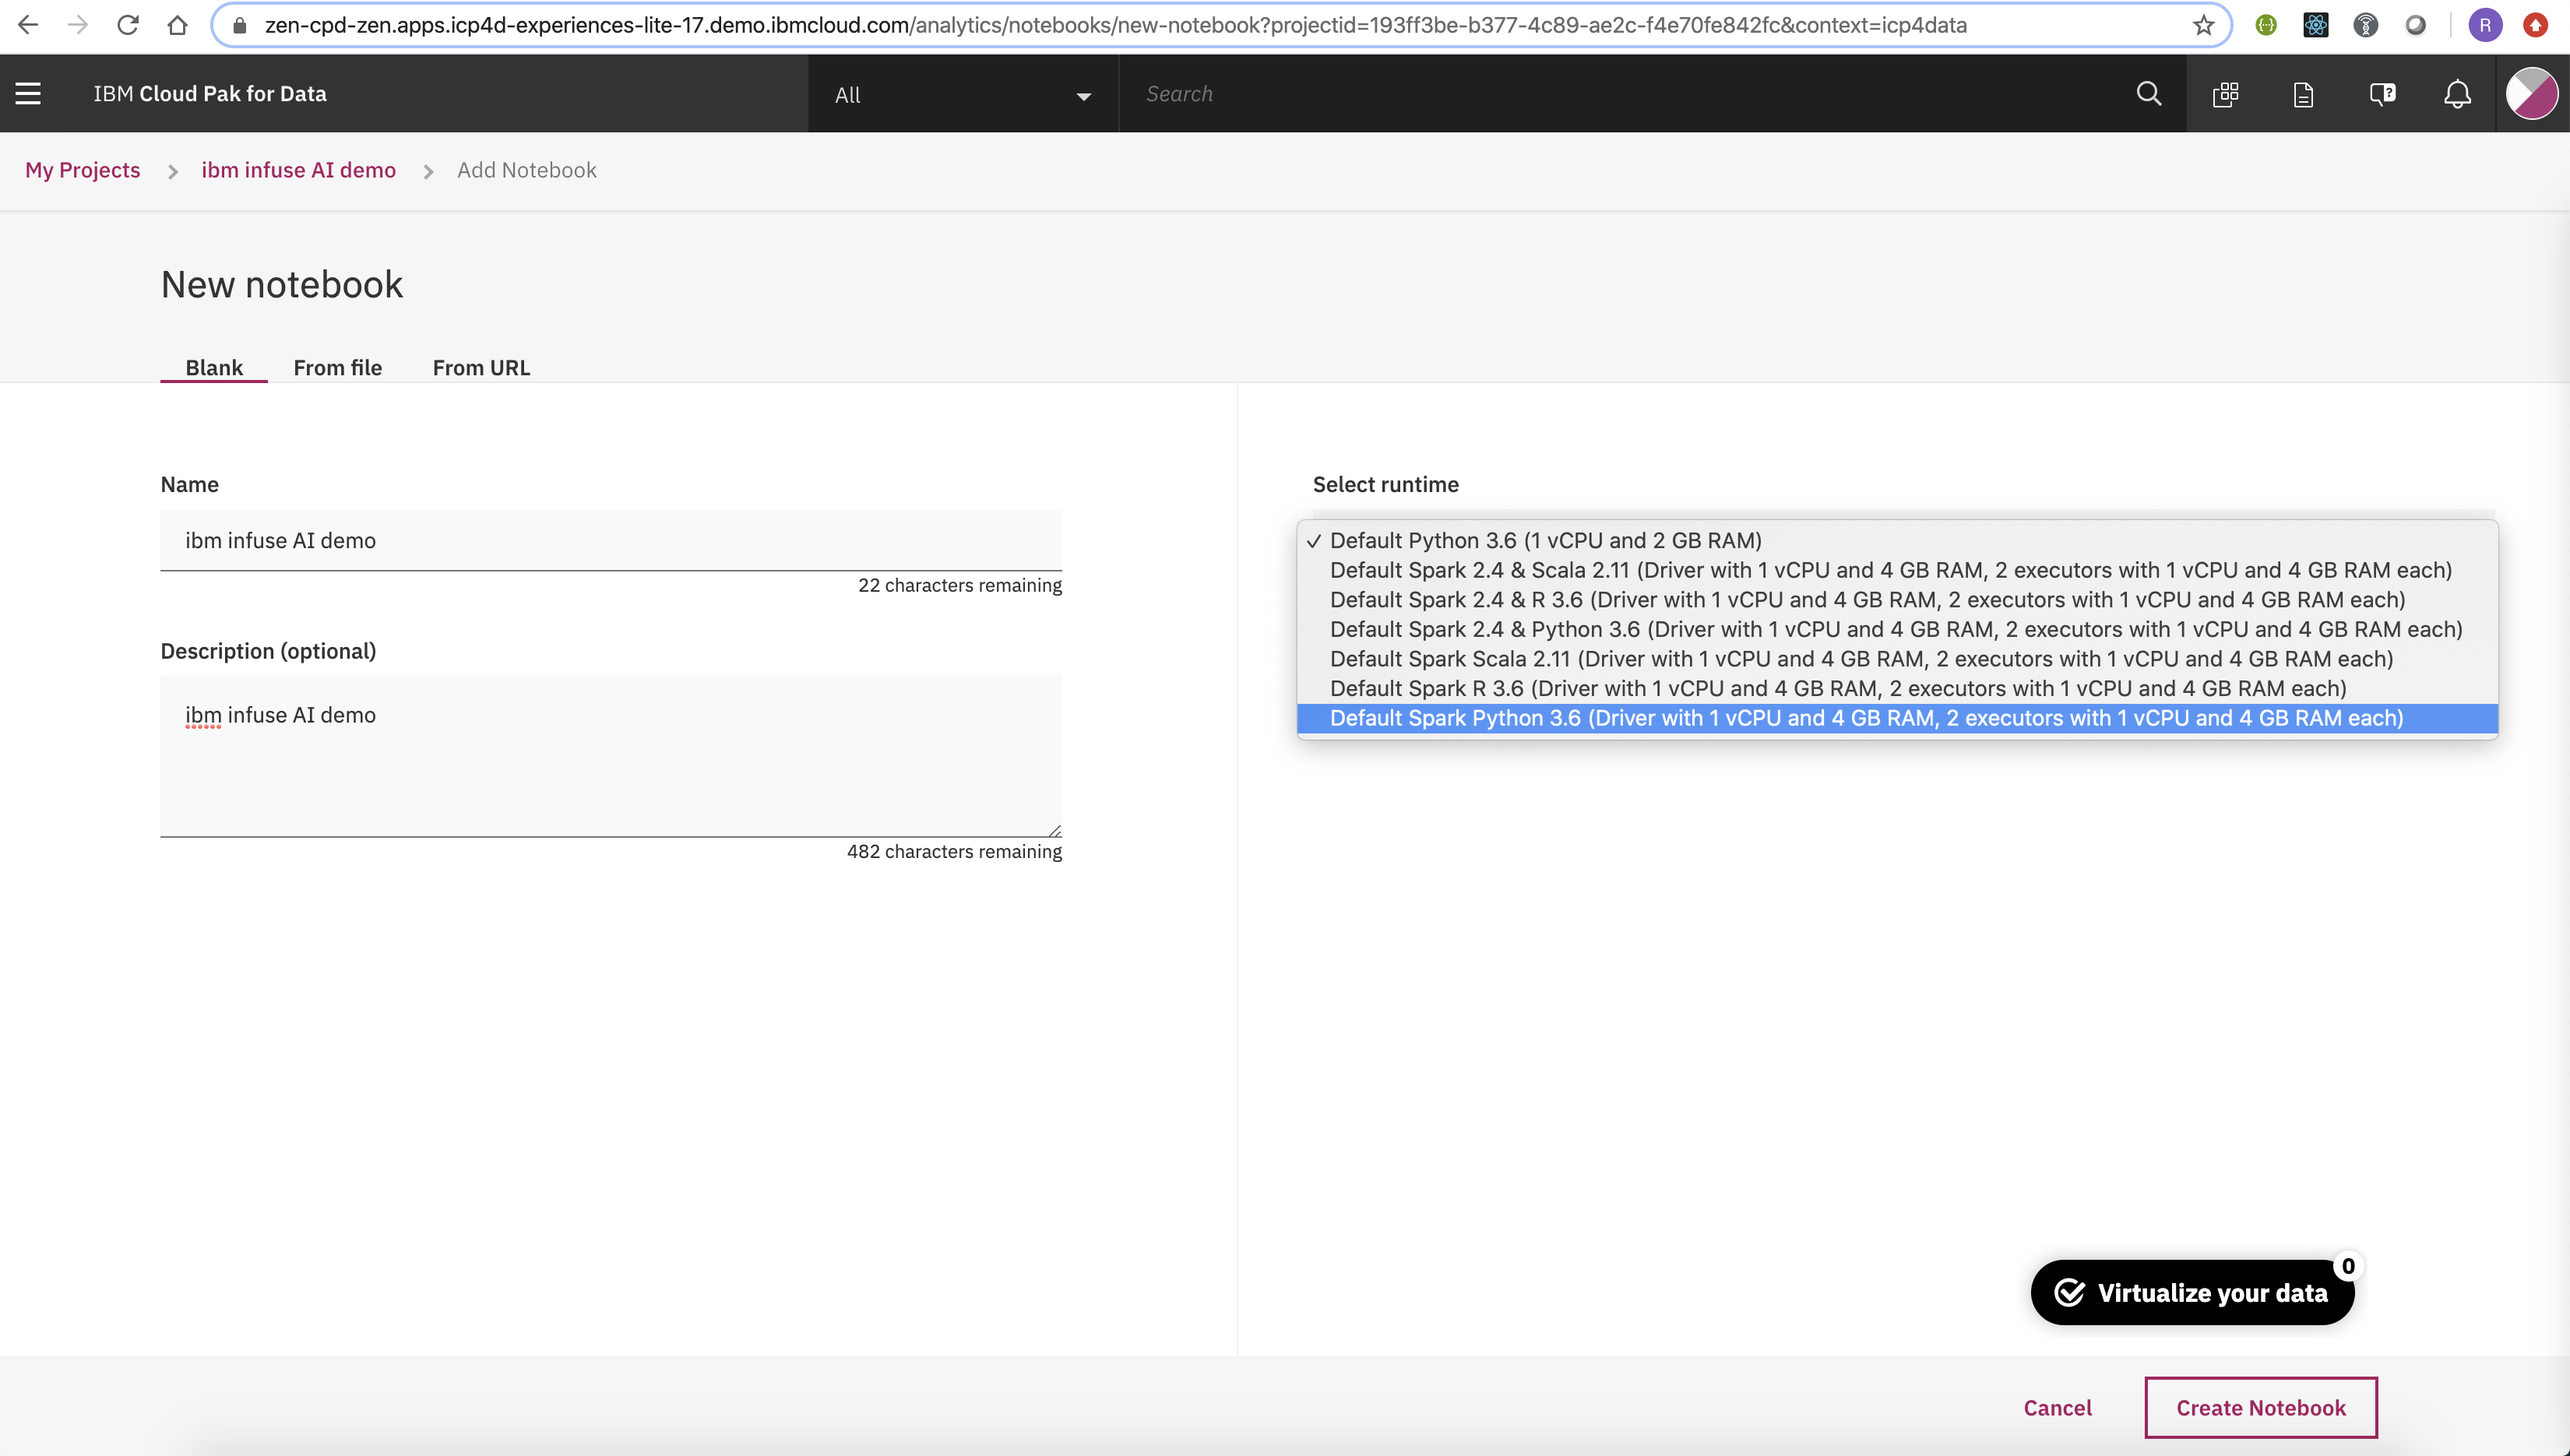 zen-cpd-zen.apps.icp4d-experiences-lite-17.demo.ibmcloud.com/analytics/notebooks/new-notebook?projectid=193ff3be-b377-4c89-ae2c-f4e70fe842fc&context=icp4data
R
IBM Cloud Pak for Data
All
Search
My Projects
ibm infuse AI demo
Add Notebook
New notebook
Blank
From file
From URL
Name
ibm infuse AI demo
22 characters remaining
Description (optional)
ibm infuse AI demo
482 characters remaining
Select runtime
✓ Default Python 3.6 (1 vCPU and 2 GB RAM)
Default Spark 2.4 & Scala 2.11 (Driver with 1 vCPU and 4 GB RAM, 2 executors with 1 vCPU and 4 GB RAM each)
Default Spark 2.4 & R 3.6 (Driver with 1 vCPU and 4 GB RAM, 2 executors with 1 vCPU and 4 GB RAM each)
Default Spark 2.4 & Python 3.6 (Driver with 1 vCPU and 4 GB RAM, 2 executors with 1 vCPU and 4 GB RAM each)
Default Spark Scala 2.11 (Driver with 1 vCPU and 4 GB RAM, 2 executors with 1 vCPU and 4 GB RAM each)
Default Spark R 3.6 (Driver with 1 vCPU and 4 GB RAM, 2 executors with 1 vCPU and 4 GB RAM each)
Default Spark Python 3.6 (Driver with 1 vCPU and 4 GB RAM, 2 executors with 1 vCPU and 4 GB RAM each)
0
Virtualize your data
Cancel
Create Notebook